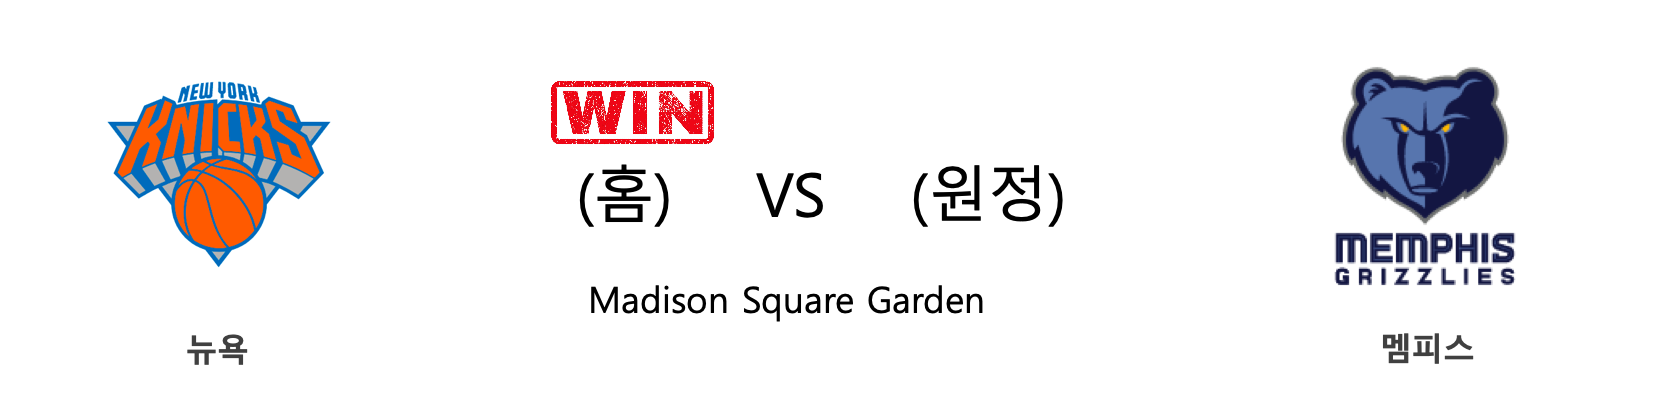 NEW YORK
KNICKS
WIN
(홈) VS (원정)
Madison Square Garden
MEMPHIS
GRIZZLIES
뉴욕
멤피스